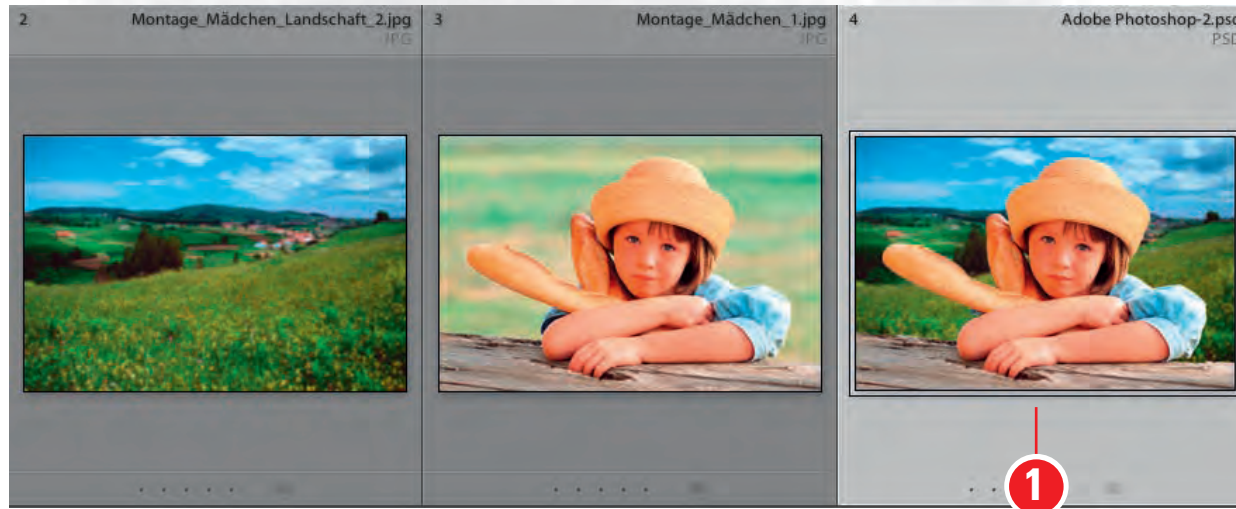 2 Montage_Mädchen_Landschaft_2.jpg
JPG
3 Montage_Mädchen_1.jpg
JPG
4 Adobe Photoshop-2.psd
PSD
1